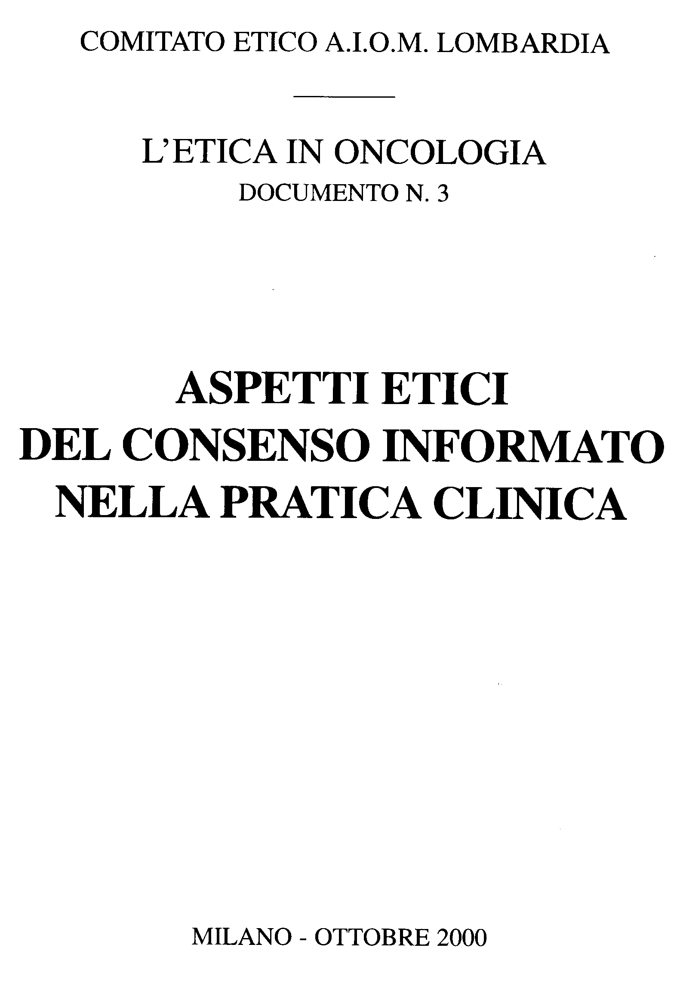 COMITATO ETICO A.I.O.M. LOMBARDIA
L'ETICA IN ONCOLOGIA
DOCUMENTO N. 3
ASPETTI ETICI
DEL CONSENSO INFORMATO
NELLA PRATICA CLINICA
MILANO - OTTOBRE 2000